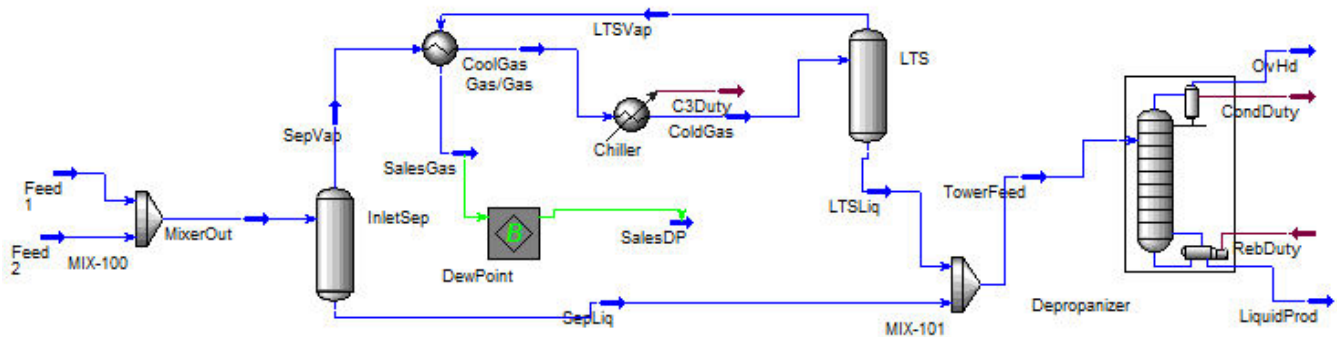 LTSVap
LTS
OvHd
CoolGas
Gas/Gas
C3Duty
CondDuty
ColdGas
SepVap
Chiller
SalesGas
TowerFeed
Feed
1
LTSLiq
InletSep
MixerOut
B
SalesDP
Feed
2
MIX-100
RebDuty
DewPoint
SepLiq
Depropanizer
MIX-101
LiquidProd